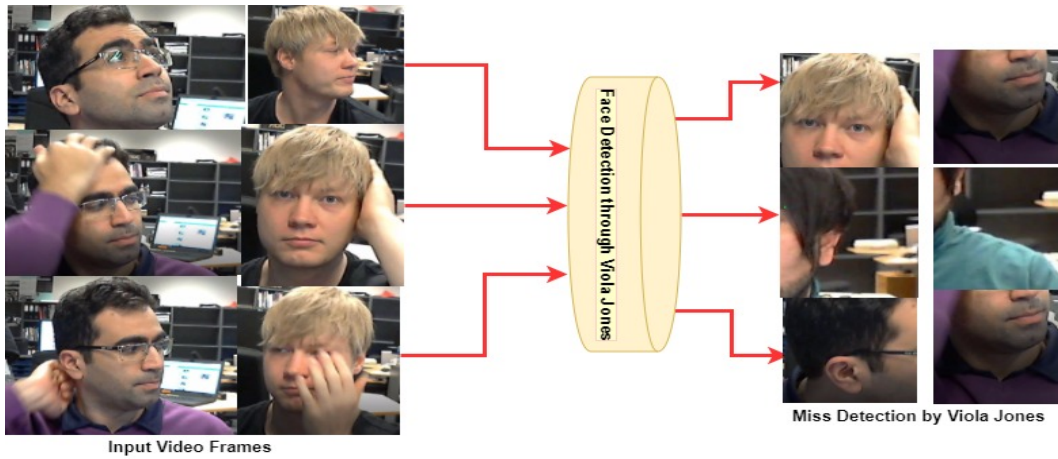 Face Detection through Viola Jones
Input Video Frames
Miss Detection by Viola Jones